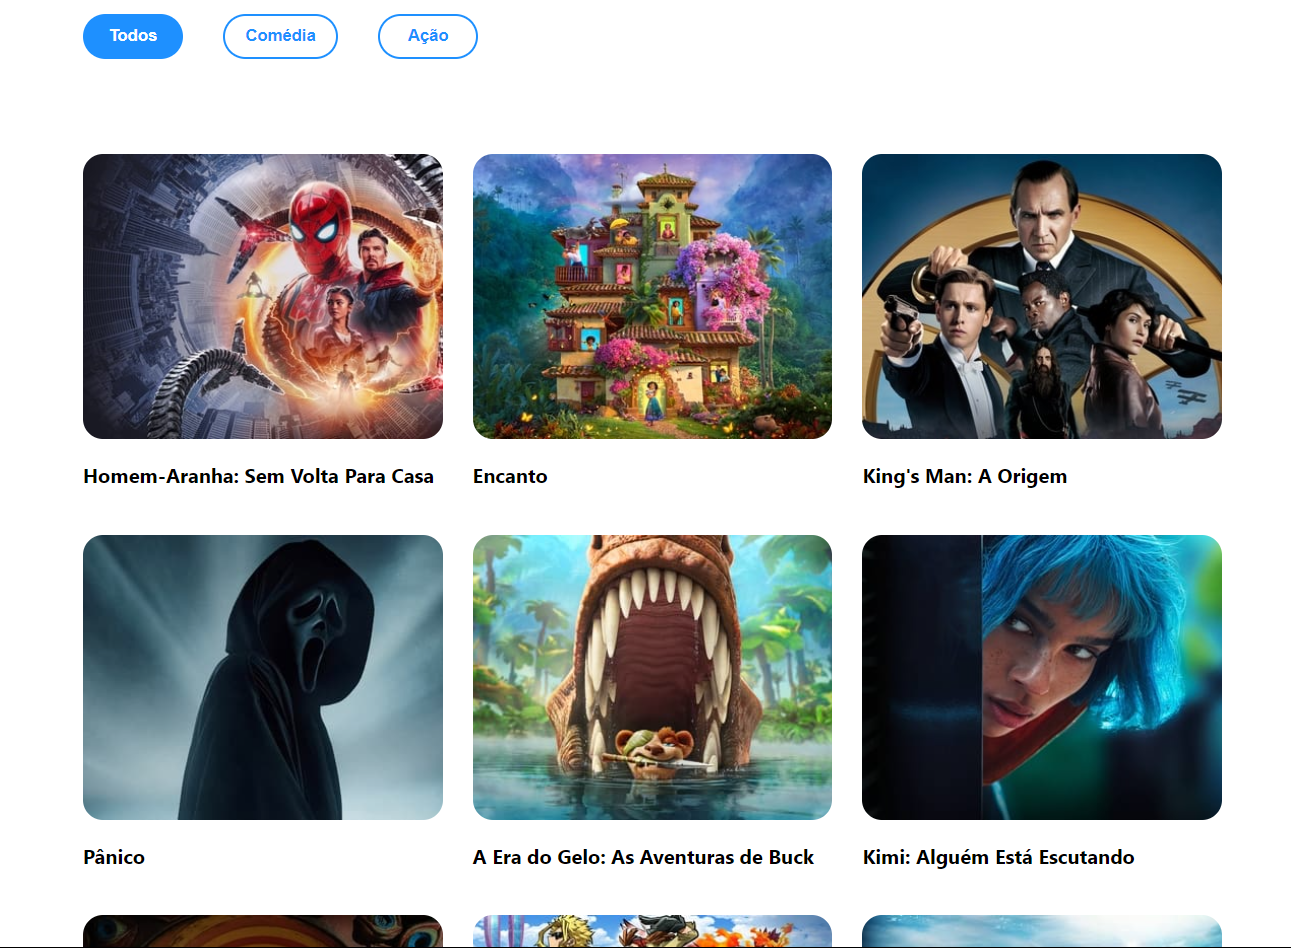 Todos
Comédia
Ação
Homem-Aranha: Sem Volta Para Casa
Encanto
King's Man: A Origem
Pânico
A Era do Gelo: As Aventuras de Buck
Kimi: Alguém Está Escutando